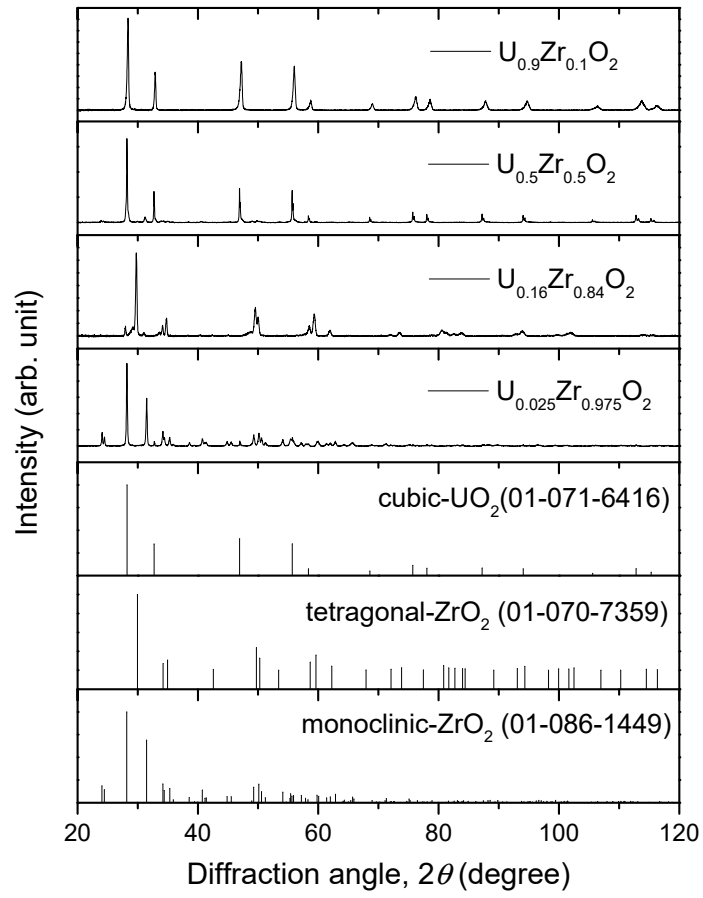 U₀.₉Zr₀.₁O₂
U₀.₅Zr₀.₅O₂
U₀.₁₆Zr₀.₈₄O₂
U₀.₀₂₅Zr₀.₉₇₅O₂
cubic-UO₂(01-071-6416)
tetragonal-ZrO₂ (01-070-7359)
monoclinic-ZrO₂ (01-086-1449)
Intensity (arb. unit)
20 40 60 80 100 120
Diffraction angle, 2θ (degree)